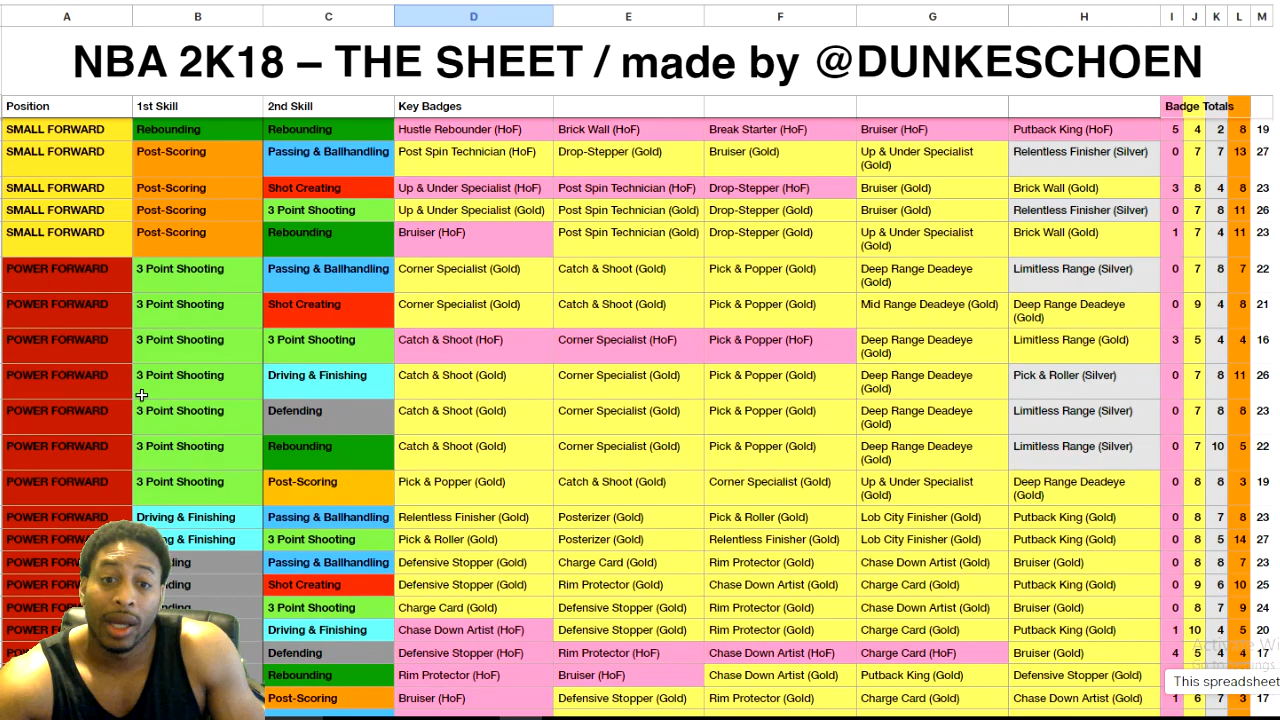 A B C D E F G H I J K L M
NBA 2K18 – THE SHEET / made by @DUNKESCHOEN
Position 1st Skill 2nd Skill Key Badges Badge Totals
SMALL FORWARD Rebounding Rebounding Hustle Rebounder (HoF) Brick Wall (HoF) Break Starter (HoF) Bruiser (HoF) Putback King (HoF) 5 4 2 8 19
SMALL FORWARD Post-Scoring Passing & Ballhandling Post Spin Technician (HoF) Drop-Stepper (Gold) Bruiser (Gold) Up & Under Specialist (Gold) Relentless Finisher (Silver) 0 7 7 13 27
SMALL FORWARD Post-Scoring Shot Creating Up & Under Specialist (HoF) Post Spin Technician (HoF) Drop-Stepper (HoF) Bruiser (Gold) Brick Wall (Gold) 3 8 4 8 23
SMALL FORWARD Post-Scoring 3 Point Shooting Up & Under Specialist (Gold) Post Spin Technician (Gold) Drop-Stepper (Gold) Bruiser (Gold) Relentless Finisher (Silver) 0 7 8 11 26
SMALL FORWARD Post-Scoring Rebounding Bruiser (HoF) Post Spin Technician (Gold) Drop-Stepper (Gold) Up & Under Specialist (Gold) Brick Wall (Gold) 1 7 4 11 23
POWER FORWARD 3 Point Shooting Passing & Ballhandling Corner Specialist (Gold) Catch & Shoot (Gold) Pick & Popper (Gold) Deep Range Deadeye (Gold) Limitless Range (Silver) 0 7 8 7 22
POWER FORWARD 3 Point Shooting Shot Creating Corner Specialist (Gold) Catch & Shoot (Gold) Pick & Popper (Gold) Mid Range Deadeye (Gold) Deep Range Deadeye (Gold) 0 9 4 8 21
POWER FORWARD 3 Point Shooting 3 Point Shooting Catch & Shoot (HoF) Corner Specialist (HoF) Pick & Popper (HoF) Deep Range Deadeye (Gold) Limitless Range (Gold) 3 5 4 4 16
POWER FORWARD 3 Point Shooting Driving & Finishing Catch & Shoot (Gold) Corner Specialist (Gold) Pick & Popper (Gold) Deep Range Deadeye (Gold) Pick & Roller (Silver) 0 7 8 11 26
POWER FORWARD 3 Point Shooting Defending Catch & Shoot (Gold) Corner Specialist (Gold) Pick & Popper (Gold) Deep Range Deadeye (Gold) Limitless Range (Silver) 0 7 8 8 23
POWER FORWARD 3 Point Shooting Rebounding Catch & Shoot (Gold) Corner Specialist (Gold) Pick & Popper (Gold) Deep Range Deadeye (Gold) Limitless Range (Silver) 0 7 10 5 22
POWER FORWARD 3 Point Shooting Post-Scoring Pick & Popper (Gold) Catch & Shoot (Gold) Corner Specialist (Gold) Up & Under Specialist (Gold) Deep Range Deadeye (Gold) 0 8 8 3 19
POWER FORWARD Driving & Finishing Passing & Ballhandling Relentless Finisher (Gold) Posterizer (Gold) Pick & Roller (Gold) Lob City Finisher (Gold) Putback King (Gold) 0 8 7 8 23
POWER FORWARD & Finishing 3 Point Shooting Pick & Roller (Gold) Posterizer (Gold) Relentless Finisher (Gold) Lob City Finisher (Gold) Putback King (Gold) 0 8 5 14 27
POWER FORWARD Passing & Ballhandling Defensive Stopper (Gold) Charge Card (Gold) Rim Protector (Gold) Chase Down Artist (Gold) Bruiser (Gold) 0 8 8 7 23
POWER FORWARD Shot Creating Defensive Stopper (Gold) Rim Protector (Gold) Chase Down Artist (Gold) Charge Card (Gold) Putback King (Gold) 0 9 6 10 25
POWER FORWARD 3 Point Shooting Charge Card (Gold) Defensive Stopper (Gold) Rim Protector (Gold) Chase Down Artist (Gold) Bruiser (Gold) 0 8 7 9 24
POWER Driving & Finishing Chase Down Artist (HoF) Defensive Stopper (Gold) Rim Protector (Gold) Charge Card (Gold) Putback King (Gold) 1 10 4 5 20
Defending Defensive Stopper (HoF) Rim Protector (HoF) Chase Down Artist (HoF) Charge Card (HoF) Bruiser (Gold) 4 5 4 4 17
Rebounding Rim Protector (HoF) Bruiser (HoF) Chase Down Artist (Gold) Putback King (Gold) Defensive Stopper (Gold)
This spreadsheet
Post-Scoring Bruiser (HoF) Defensive Stopper (Gold) Rim Protector (Gold) Charge Card (Gold) Chase Down Artist (Gold) 1 6 7 3 17